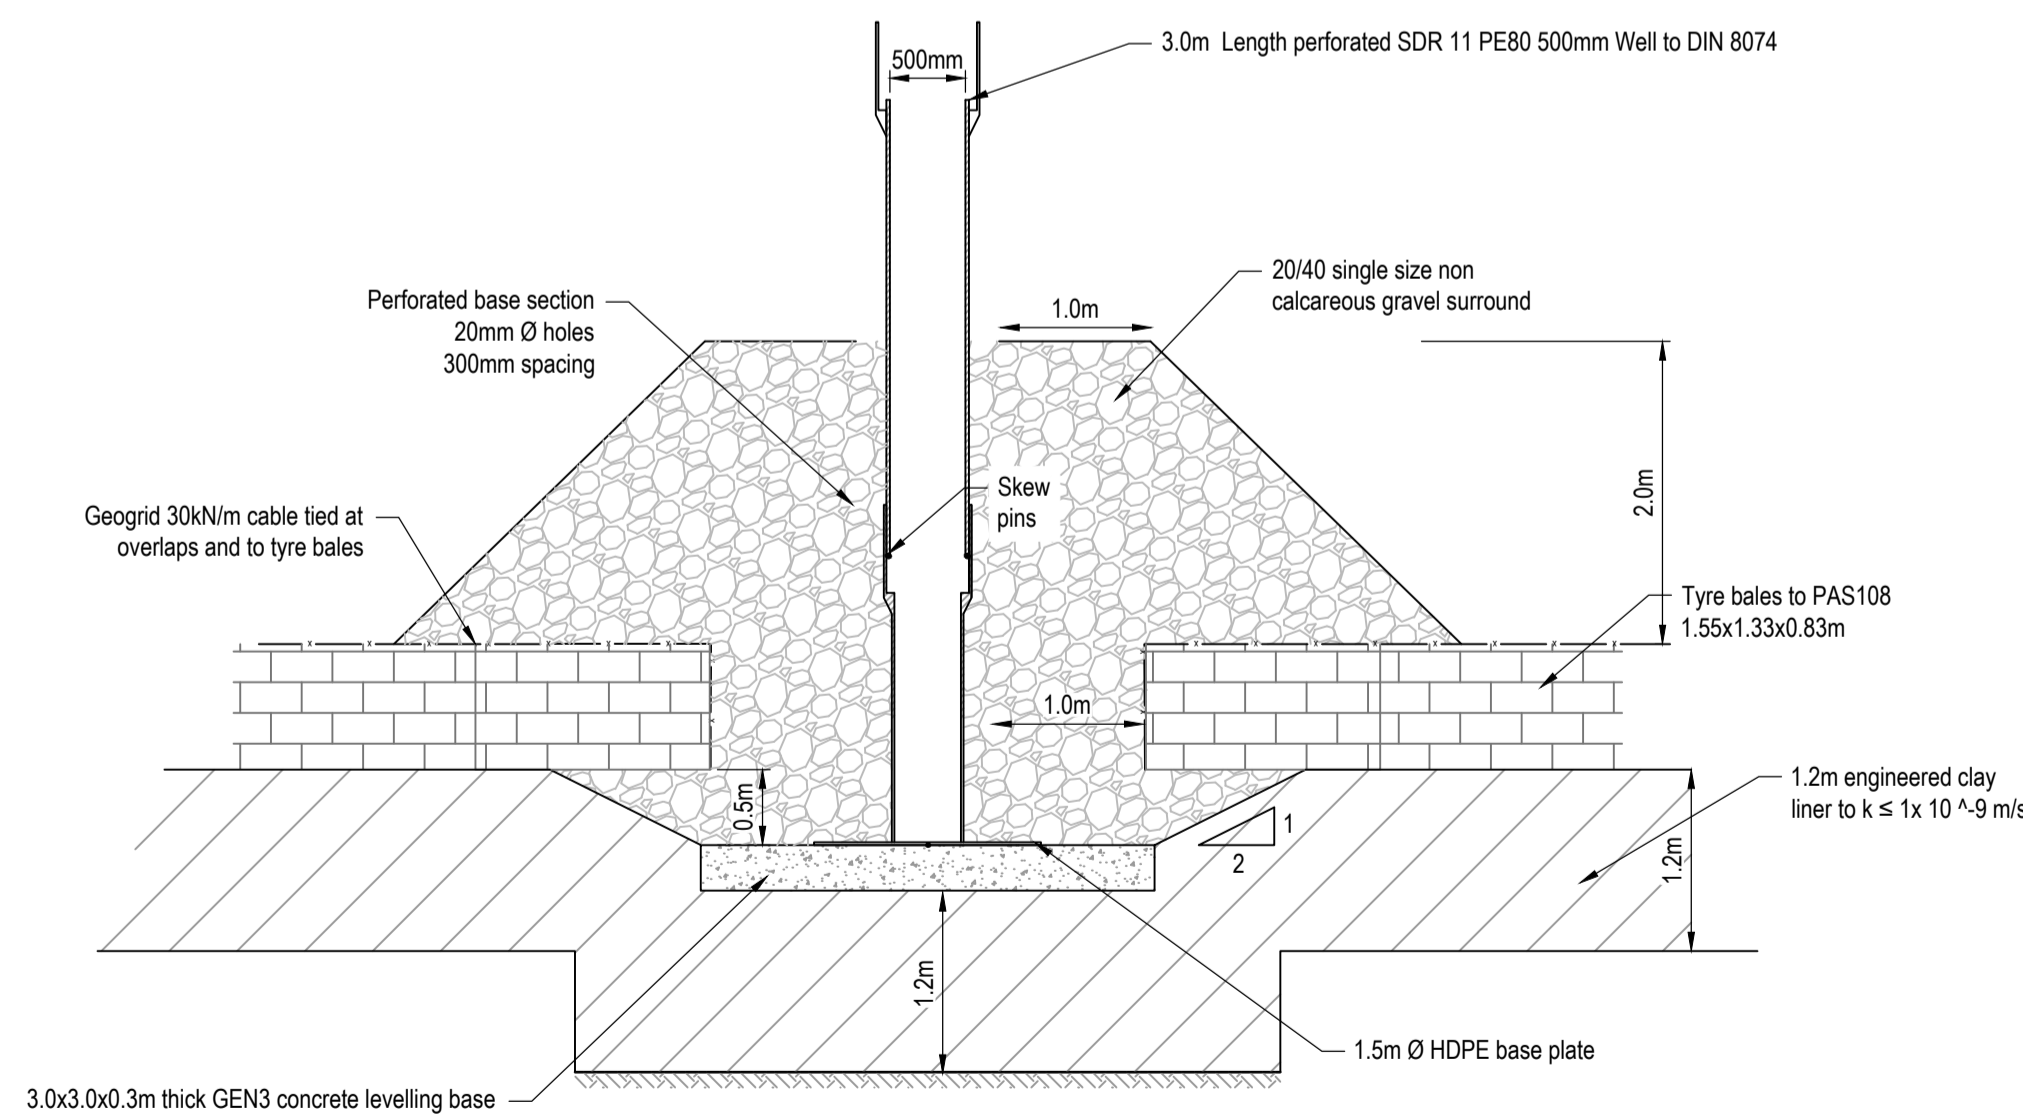 3.0m Length perforated SDR 11 PE80 500mm Well to DIN 8074
500mm
20/40 single size non
calcareous gravel surround
Perforated base section
20mm Ø holes
300mm spacing
1.0m
Skew
pins
2.0m
Geogrid 30kN/m cable tied at
overlaps and to tyre bales
Tyre bales to PAS108
1.55x1.33x0.83m
1.0m
0.5m
1.2m engineered clay
liner to k ≤ 1x 10 ^-9 m/s
1
2
1.2m
1.2m
1.5m Ø HDPE base plate
3.0x3.0x0.3m thick GEN3 concrete levelling base